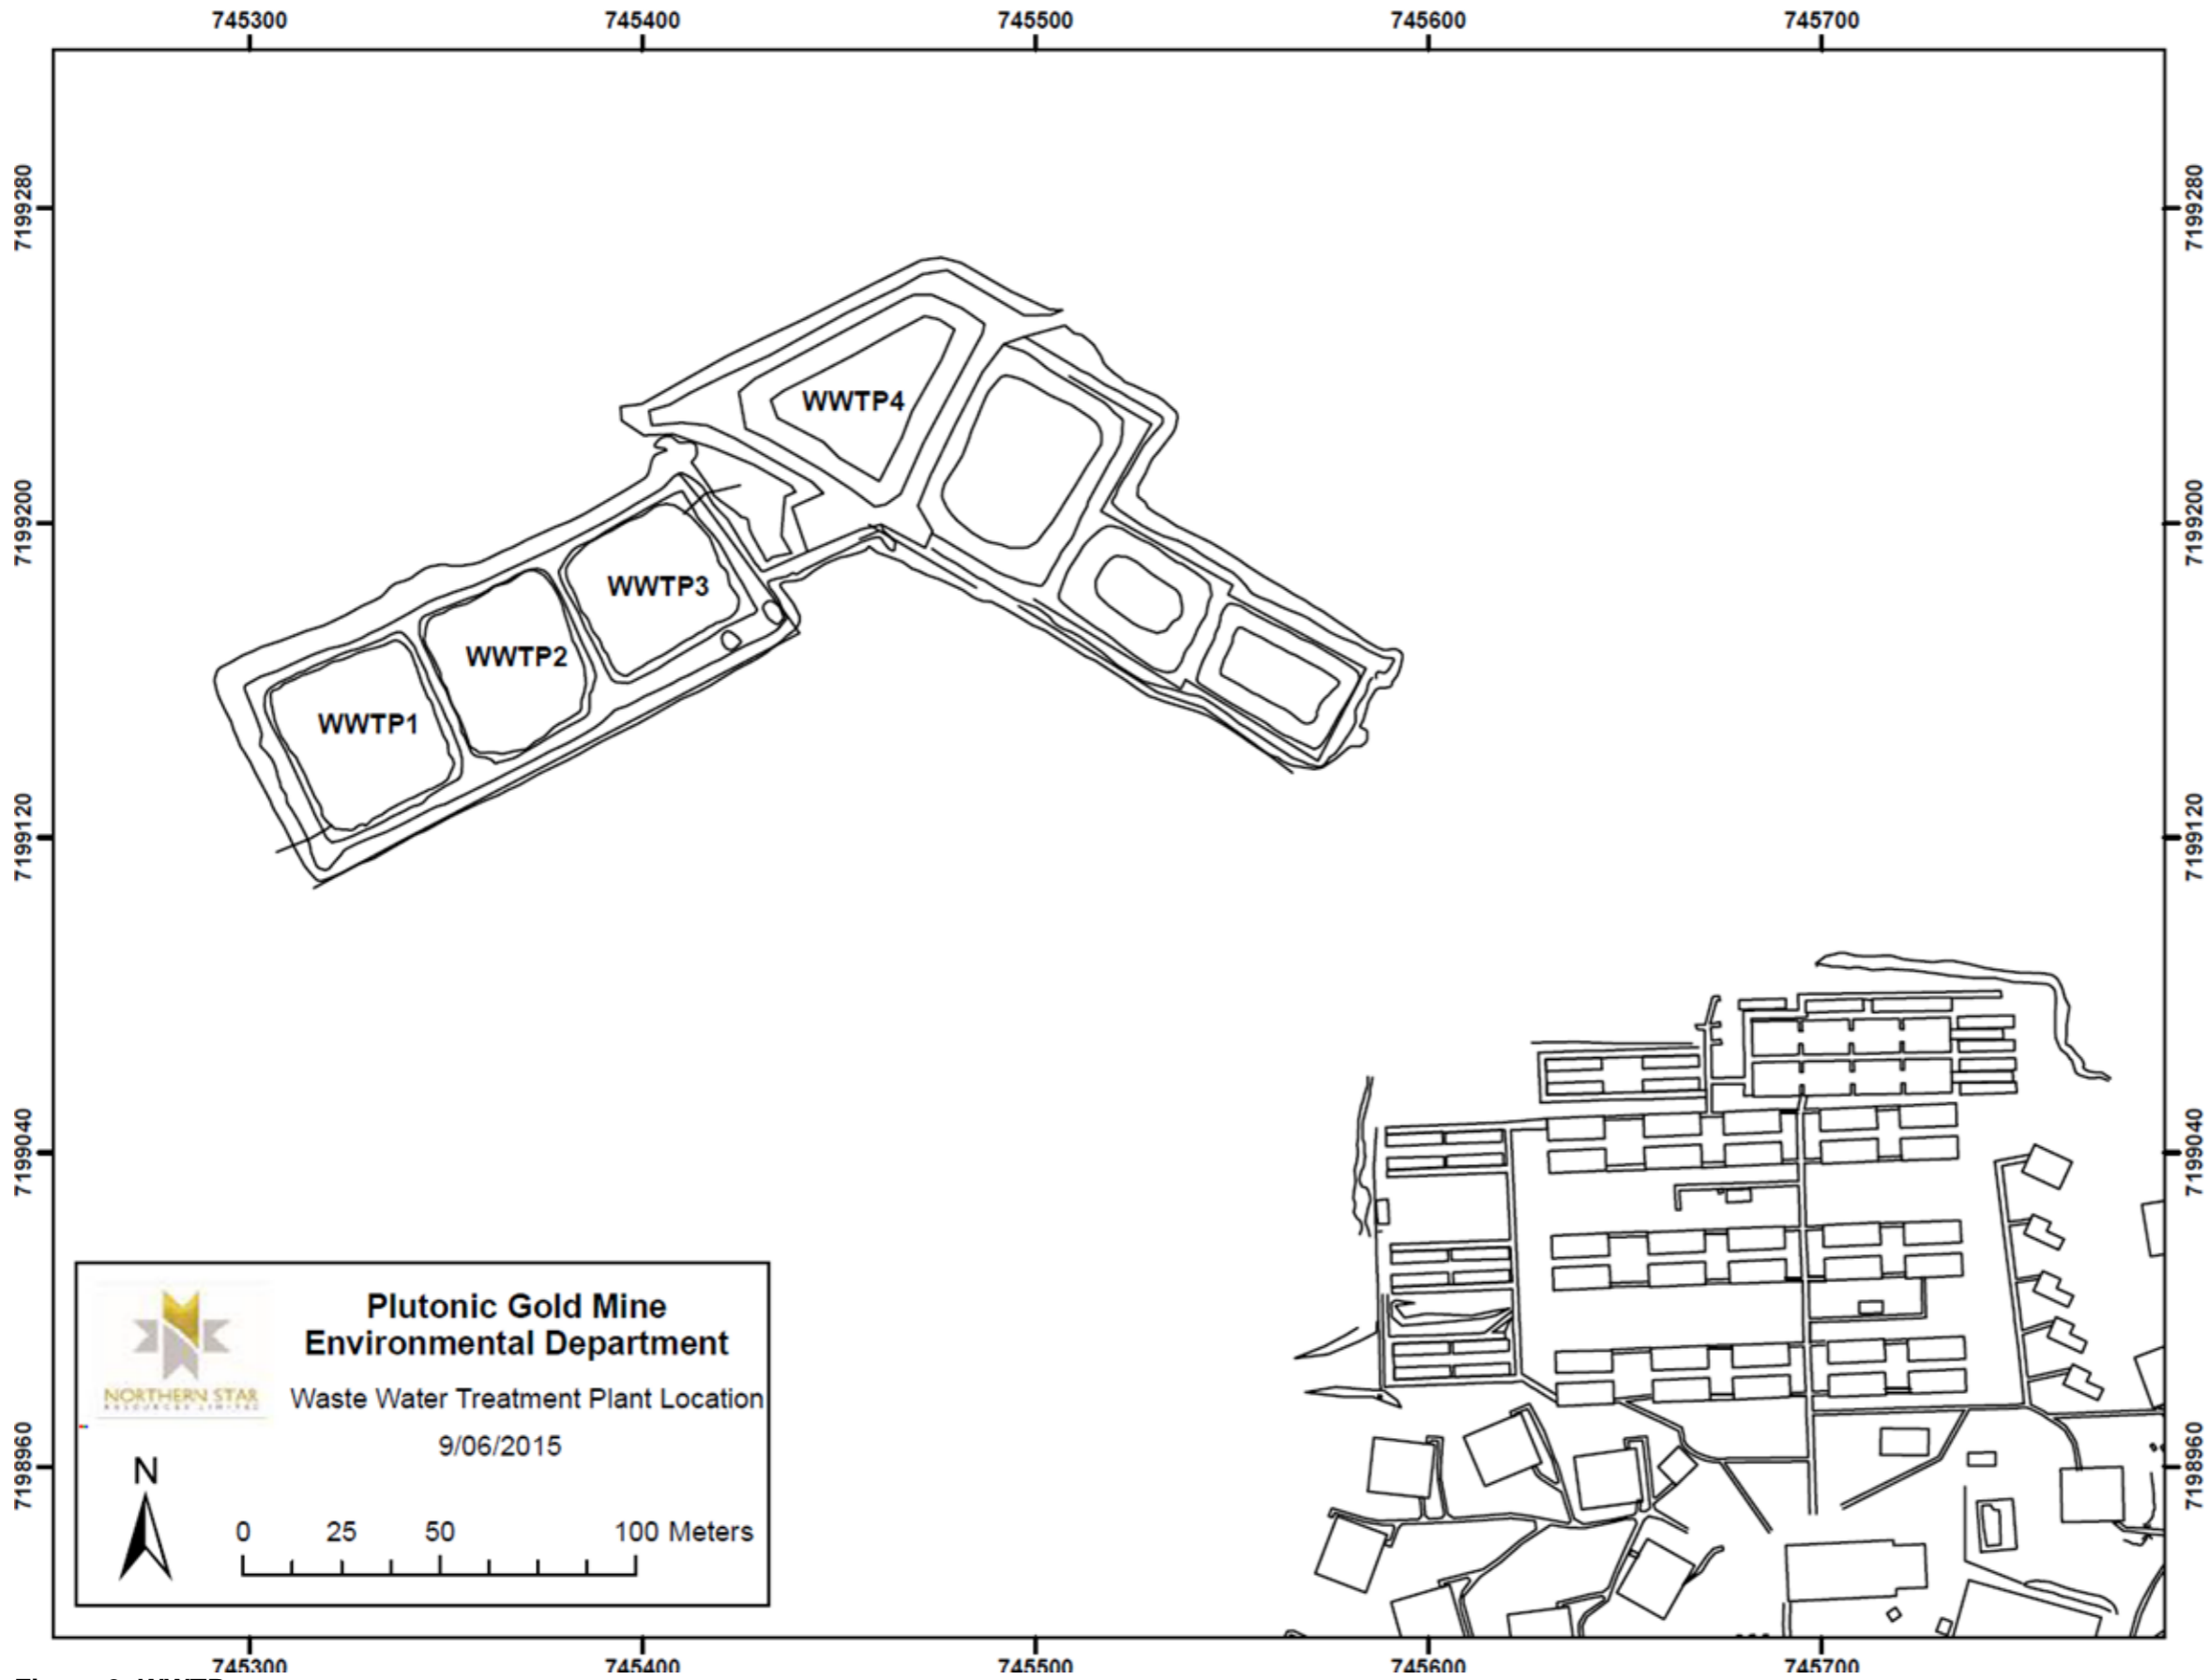 745300 745400 745500 745600 745700
7199280 7199280
7199200 7199200
7199120 7199120
7199040 7199040
7198960 7198960
WWTP4
WWTP3
WWTP2
WWTP1
Plutonic Gold Mine
Environmental Department
Waste Water Treatment Plant Location
9/06/2015
NORTHERN STAR
RESOURCES LIMITED
N
0 25 50 100 Meters
745300 745400 745500 745600 745700